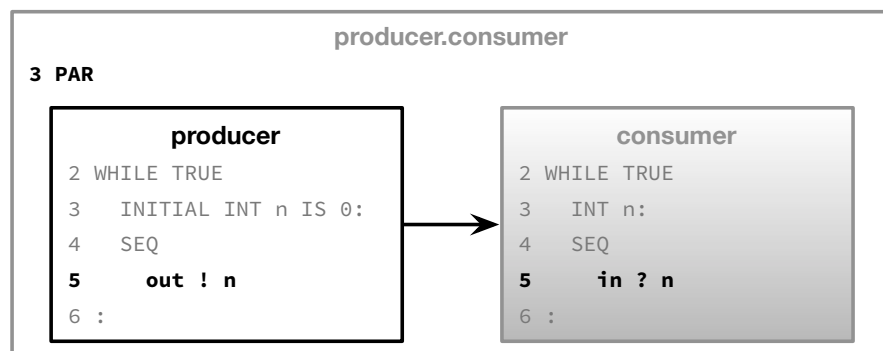 producer.consumer
3 PAR
producer
2 WHILE TRUE
3   INITIAL INT n IS 0:
4   SEQ
5     out ! n
6 :
consumer
2 WHILE TRUE
3   INT n:
4   SEQ
5     in ? n
6 :